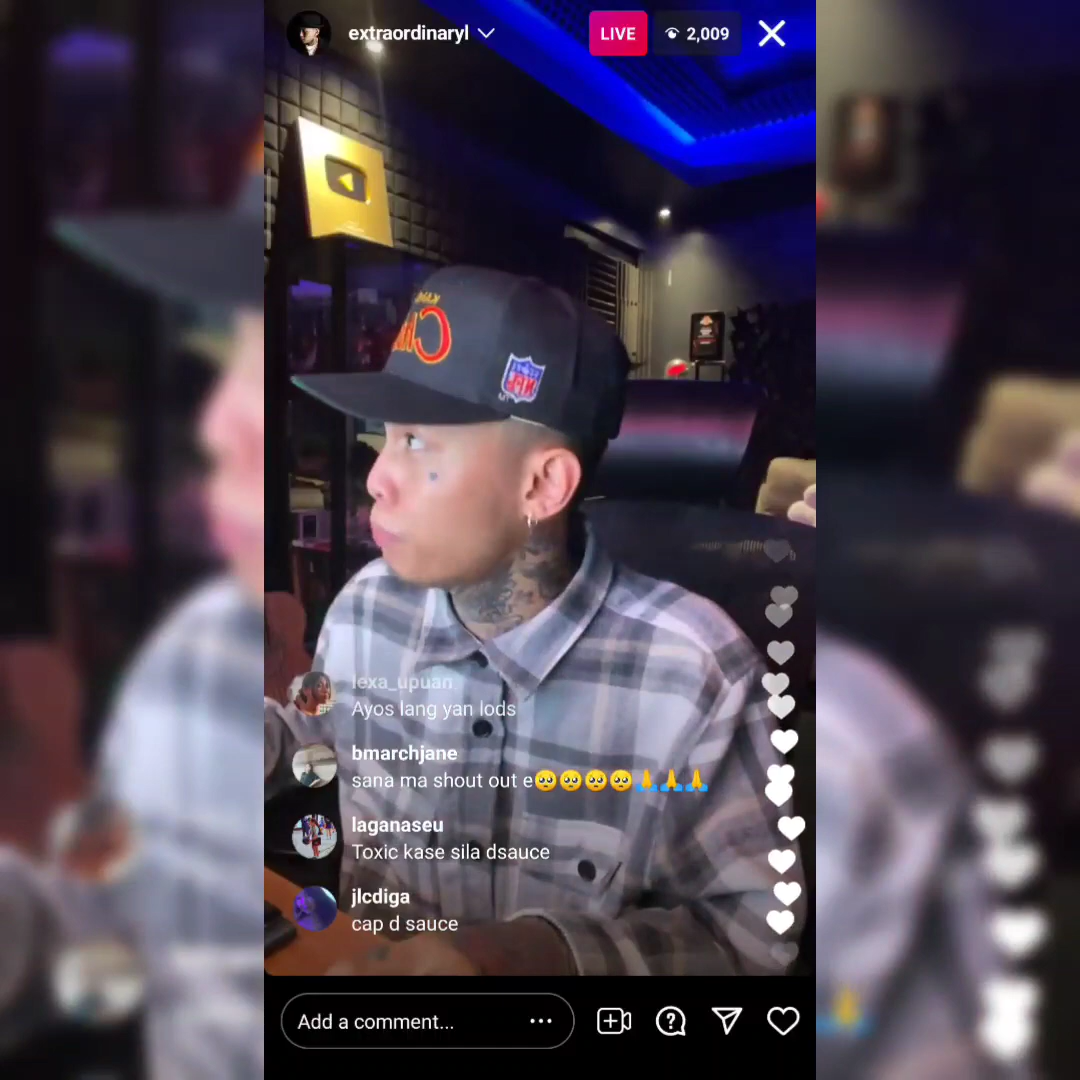 extraordinaryl
LIVE
2,009
NFL
lexa_upuan
Ayos lang yan lods
bmarchjane
sana ma shout out e🥺🥺🥺🥺🙏🙏🙏
laganaseu
Toxic kase sila dsauce
jlcdiga
cap d sauce
Add a comment...